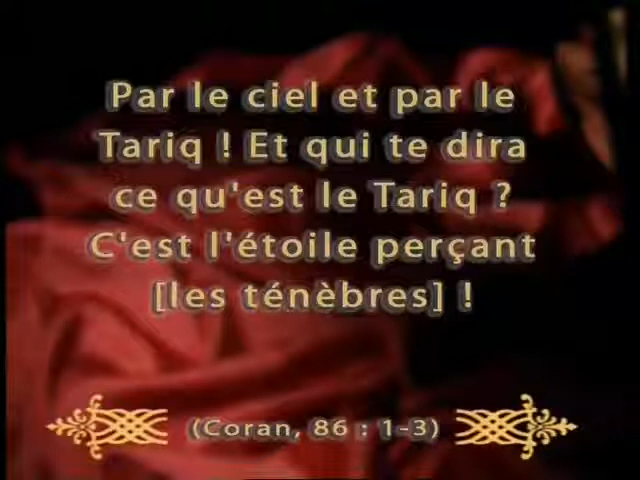 Par le ciel et par le
Tariq ! Et qui te dira
ce qu'est le Tariq ?
C'est l'étoile perçant
[les ténèbres] !
(Coran, 86 : 1-3)